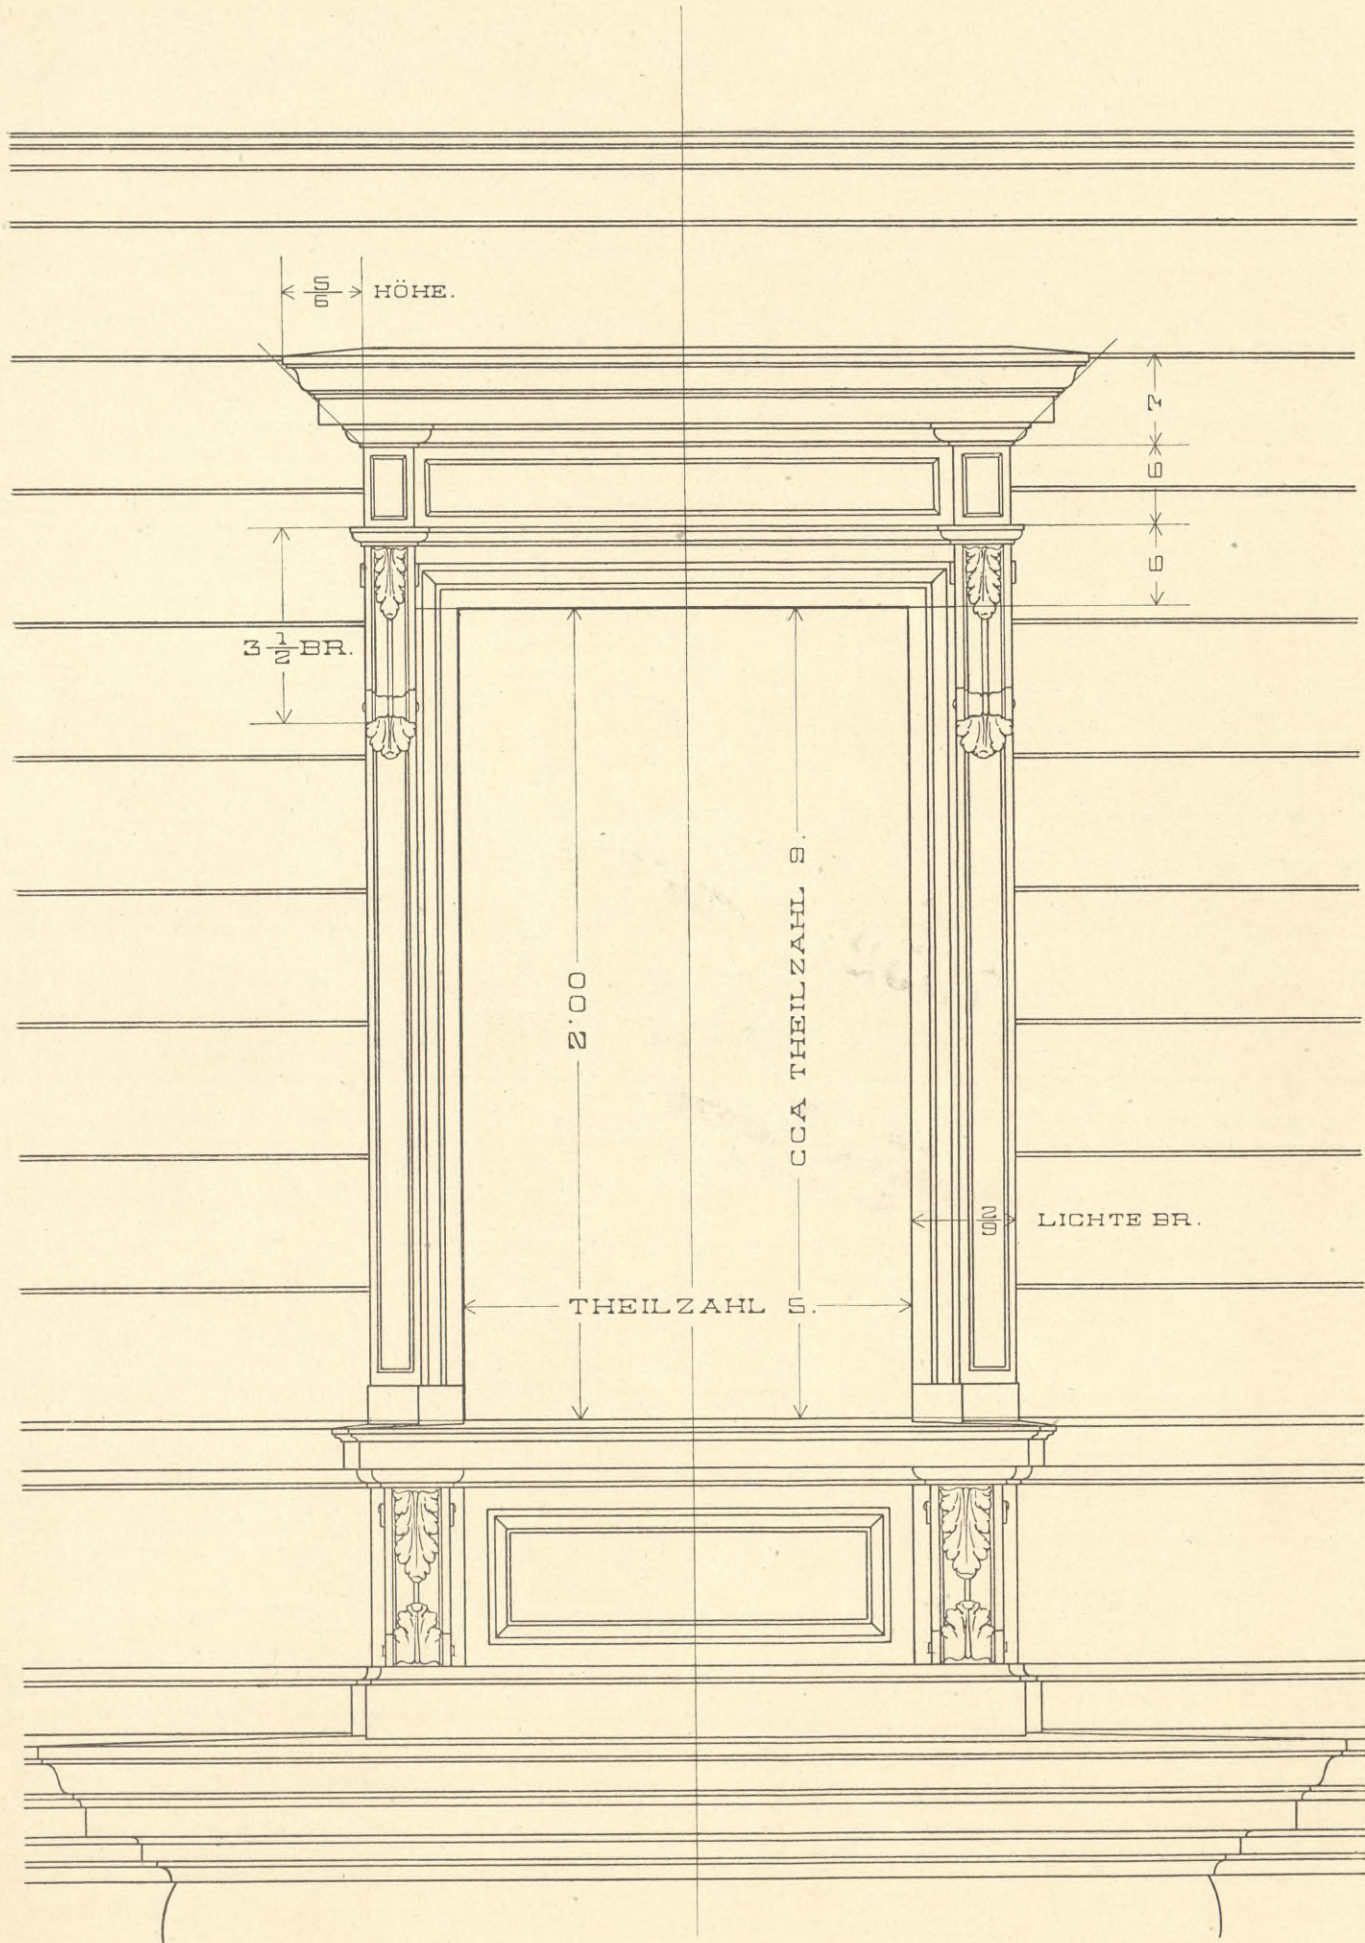 5/6 HÖHE.
7
6
6
3 1/2 BR.
2.00
CCA THEILZAHL 9.
2/9 LICHTE BR.
THEILZAHL 5.